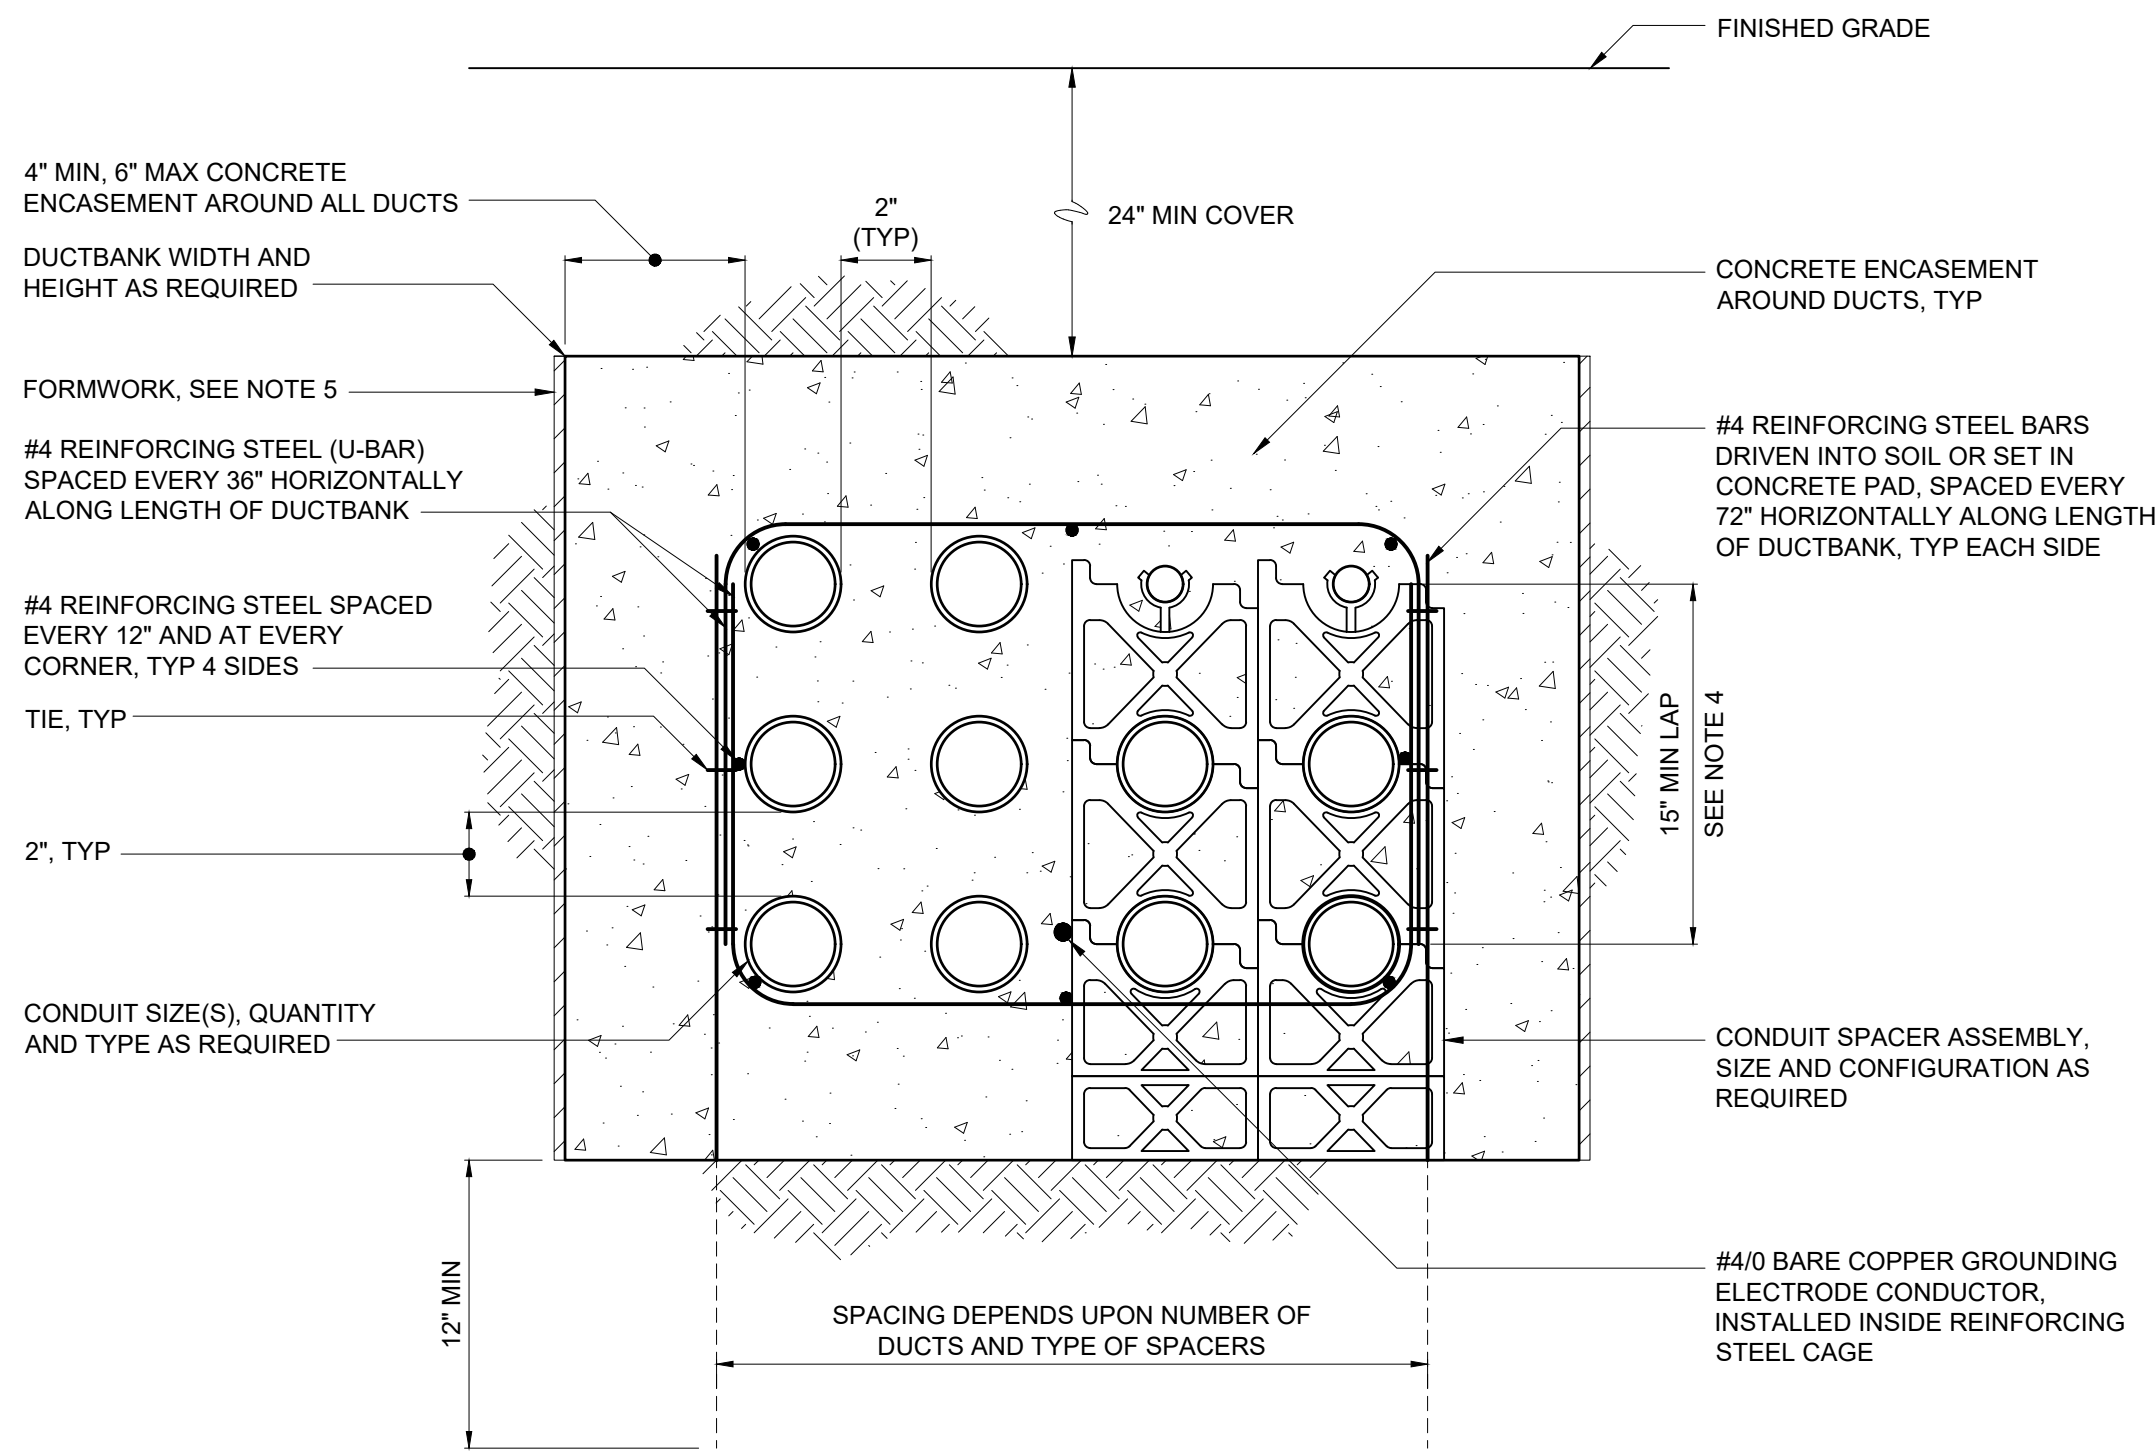 FINISHED GRADE
4" MIN, 6" MAX CONCRETE
ENCASEMENT AROUND ALL DUCTS
2"
(TYP)
24" MIN COVER
DUCTBANK WIDTH AND
HEIGHT AS REQUIRED
CONCRETE ENCASEMENT
AROUND DUCTS, TYP
FORMWORK, SEE NOTE 5
#4 REINFORCING STEEL (U-BAR)
SPACED EVERY 36" HORIZONTALLY
ALONG LENGTH OF DUCTBANK
#4 REINFORCING STEEL BARS
DRIVEN INTO SOIL OR SET IN
CONCRETE PAD, SPACED EVERY
72" HORIZONTALLY ALONG LENGTH
OF DUCTBANK, TYP EACH SIDE
#4 REINFORCING STEEL SPACED
EVERY 12" AND AT EVERY
CORNER, TYP 4 SIDES
TIE, TYP
15" MIN LAP
SEE NOTE 4
2", TYP
CONDUIT SIZE(S), QUANTITY
AND TYPE AS REQUIRED
CONDUIT SPACER ASSEMBLY,
SIZE AND CONFIGURATION AS
REQUIRED
12" MIN
SPACING DEPENDS UPON NUMBER OF
DUCTS AND TYPE OF SPACERS
#4/0 BARE COPPER GROUNDING
ELECTRODE CONDUCTOR,
INSTALLED INSIDE REINFORCING
STEEL CAGE